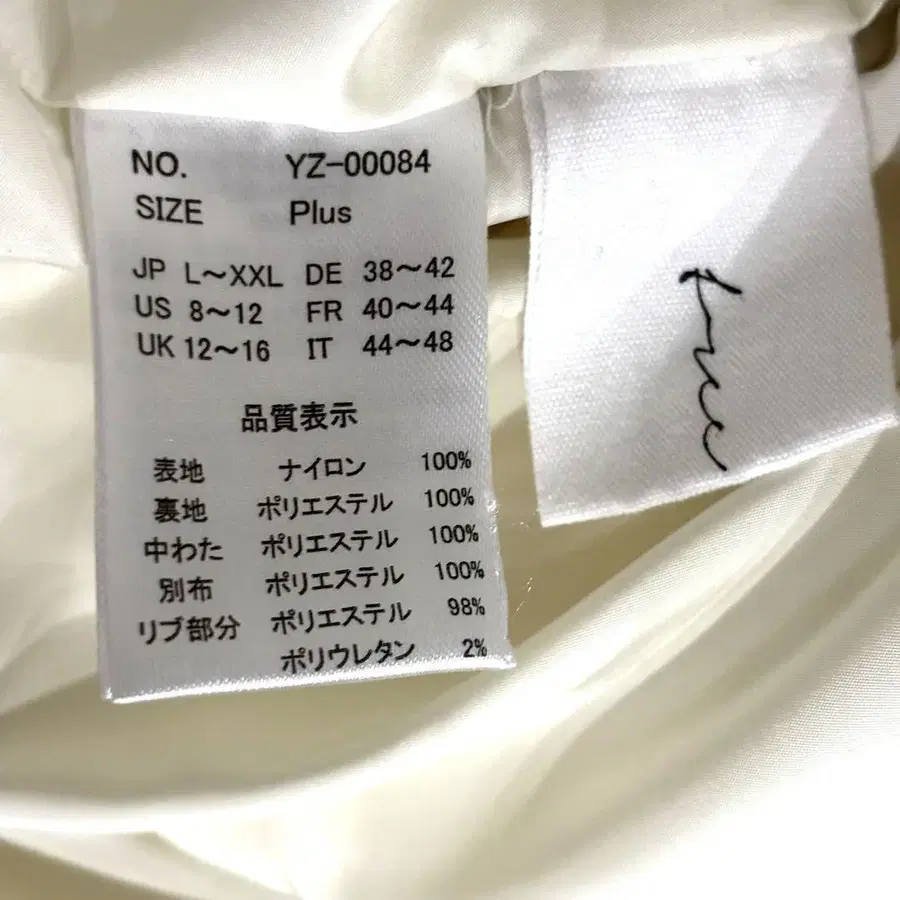 NO. YZ-00084
SIZE Plus
JP L～XXL DE 38～42
US 8～12 FR 40～44
UK 12～16 IT 44～48
品質表示
表地 ナイロン 100%
裏地 ポリエステル 100%
中わた ポリエステル 100%
別布 ポリエステル 100%
リブ部分 ポリエステル 98%
ポリウレタン 2%